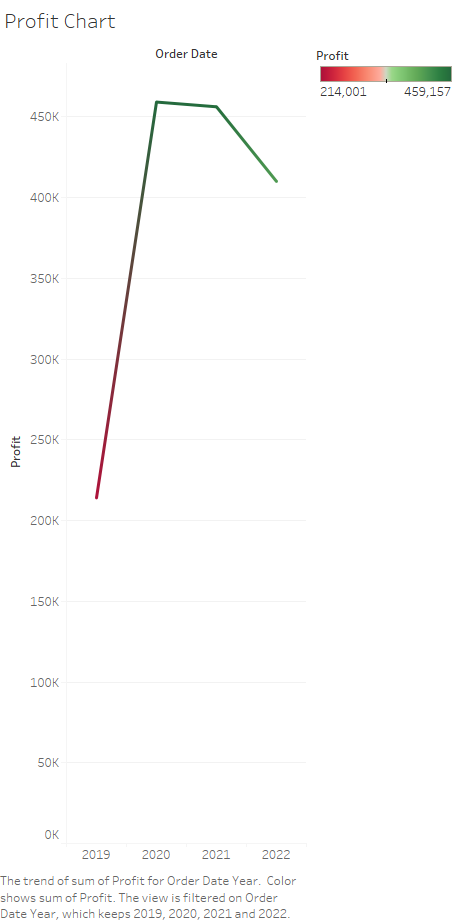 Profit Chart
Order Date
Profit
214,001 459,157
450K
400K
350K
300K
250K
Profit
200K
150K
100K
50K
0K
2019 2020 2021 2022
The trend of sum of Profit for Order Date Year.  Color
shows sum of Profit. The view is filtered on Order
Date Year, which keeps 2019, 2020, 2021 and 2022.